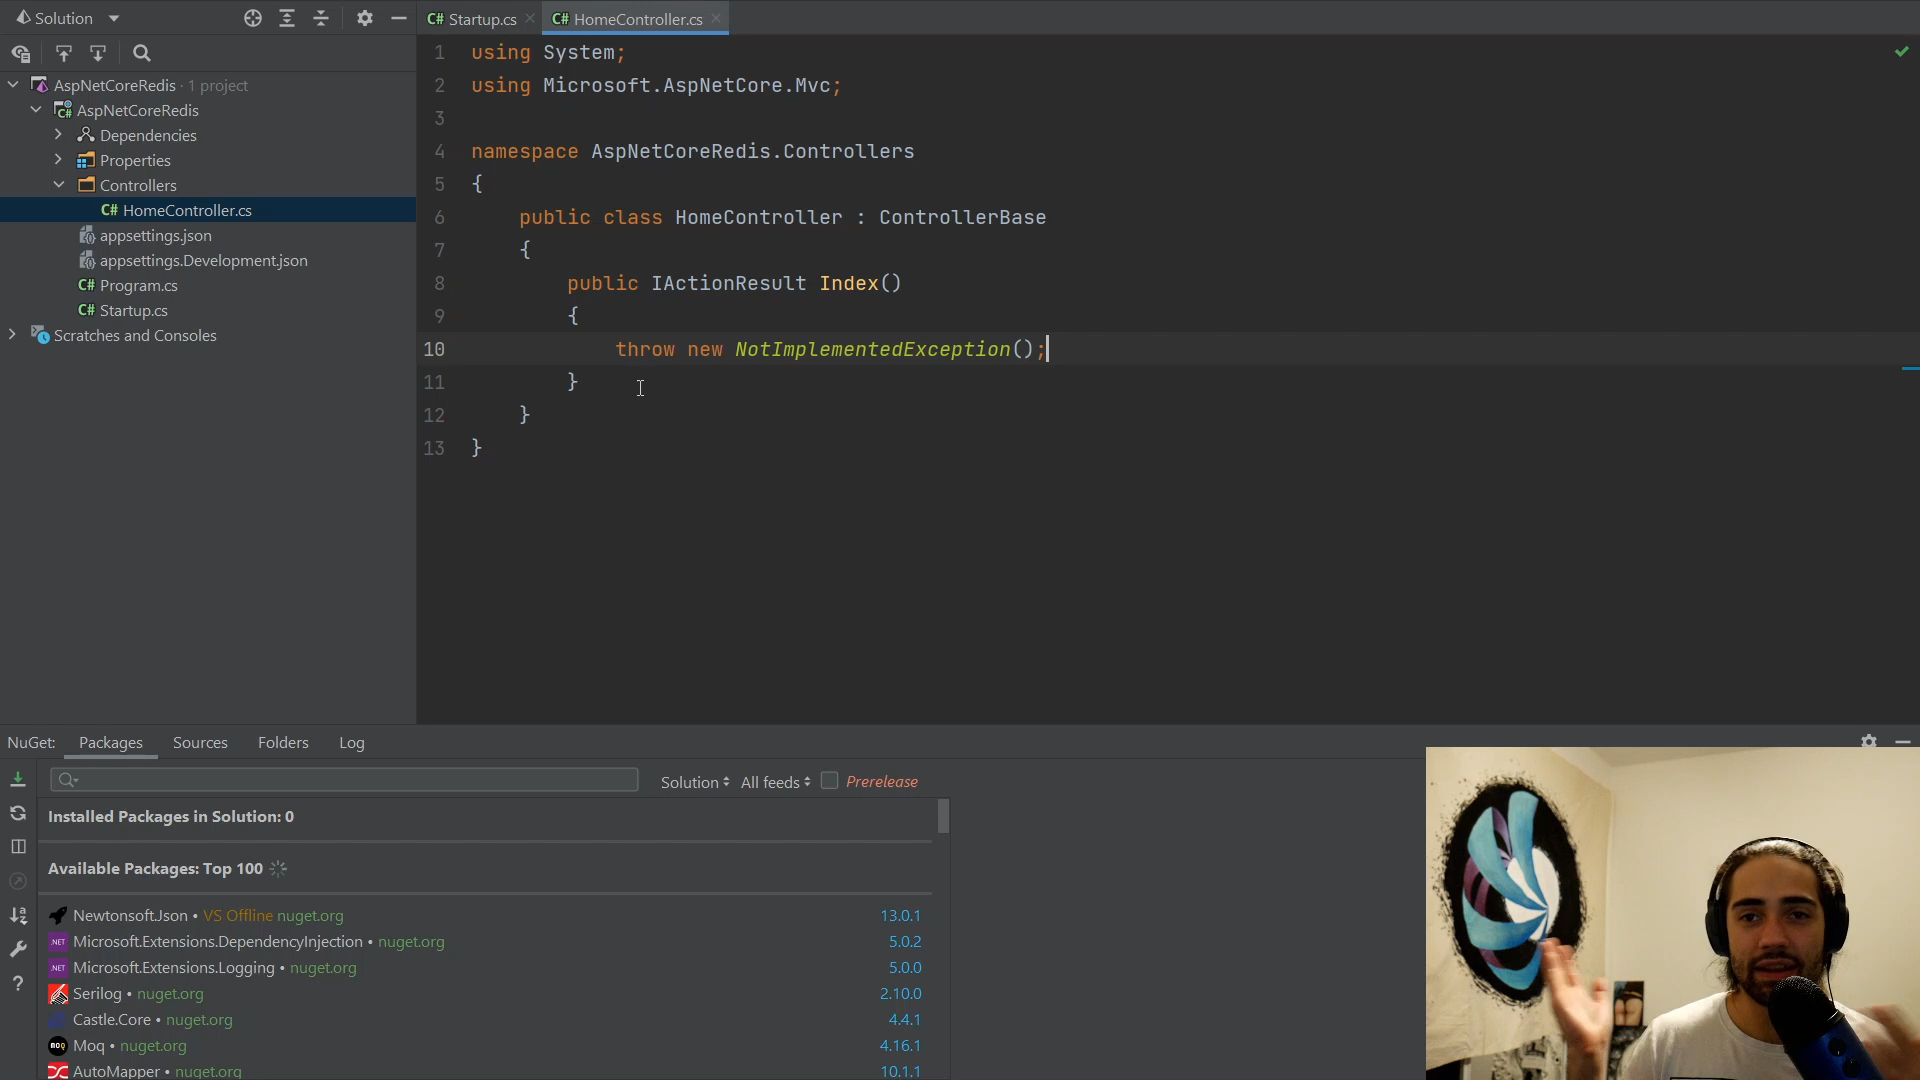 Solution
Startup.cs
HomeController.cs
AspNetCoreRedis · 1 project
AspNetCoreRedis
Dependencies
Properties
Controllers
C# HomeController.cs
appsettings.json
appsettings.Development.json
C# Program.cs
C# Startup.cs
Scratches and Consoles
1 using System;
2 using Microsoft.AspNetCore.Mvc;
3
4 namespace AspNetCoreRedis.Controllers
5 {
6 public class HomeController : ControllerBase
7 {
8 public IActionResult Index()
9 {
10 throw new NotImplementedException();
11 }
12 }
13 }
NuGet: Packages Sources Folders Log
Solution All feeds Prerelease
Installed Packages in Solution: 0
Available Packages: Top 100
Newtonsoft.Json • VS Offline nuget.org 13.0.1
Microsoft.Extensions.DependencyInjection • nuget.org 5.0.2
Microsoft.Extensions.Logging • nuget.org 5.0.0
Serilog • nuget.org 2.10.0
Castle.Core • nuget.org 4.4.1
Moq • nuget.org 4.16.1
AutoMapper • nuget.org 10.1.1